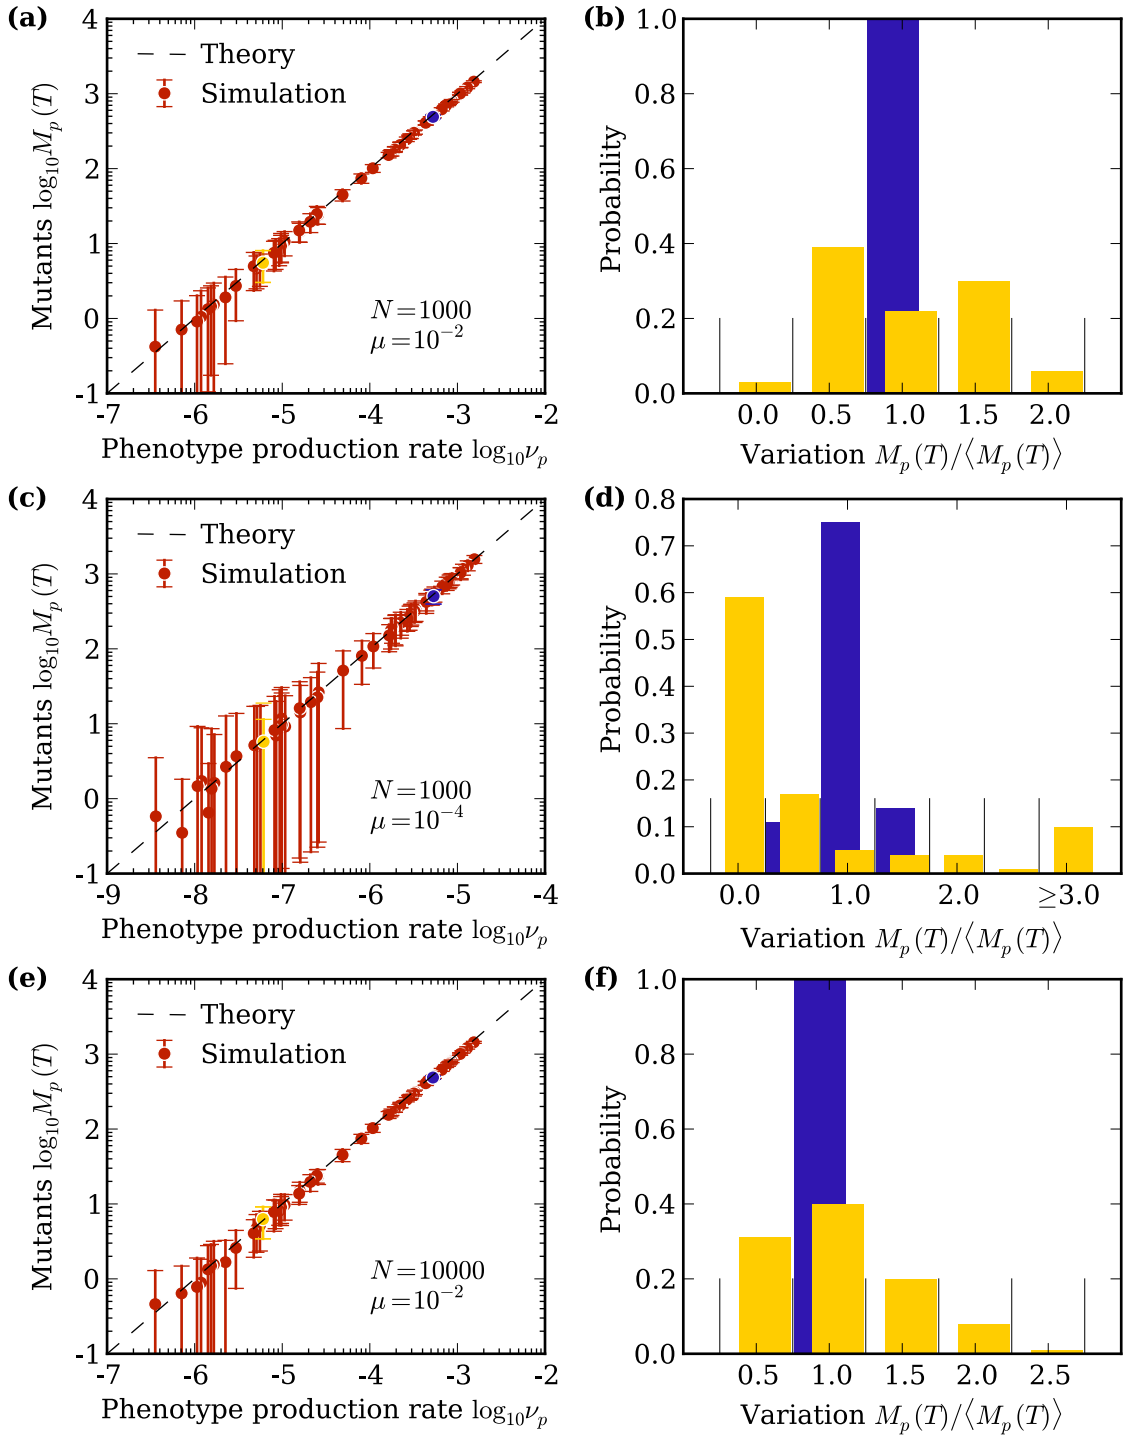 (a)
4
3
2
1
0
-1
Mutants log₁₀Mₚ(T)
Theory
Simulation
N=1000
μ=10⁻²
-7 -6 -5 -4 -3 -2
Phenotype production rate log₁₀νₚ
(b)
1.0
0.8
0.6
0.4
0.2
0.0
Probability
0.0 0.5 1.0 1.5 2.0
Variation Mₚ(T)/⟨Mₚ(T)⟩
(c)
4
3
2
1
0
-1
Mutants log₁₀Mₚ(T)
Theory
Simulation
N=1000
μ=10⁻⁴
-9 -8 -7 -6 -5 -4
Phenotype production rate log₁₀νₚ
(d)
0.8
0.7
0.6
0.5
0.4
0.3
0.2
0.1
0.0
Probability
0.0 1.0 2.0 ≥3.0
Variation Mₚ(T)/⟨Mₚ(T)⟩
(e)
4
3
2
1
0
-1
Mutants log₁₀Mₚ(T)
Theory
Simulation
N=10000
μ=10⁻²
-7 -6 -5 -4 -3 -2
Phenotype production rate log₁₀νₚ
(f)
1.0
0.8
0.6
0.4
0.2
0.0
Probability
0.5 1.0 1.5 2.0 2.5
Variation Mₚ(T)/⟨Mₚ(T)⟩